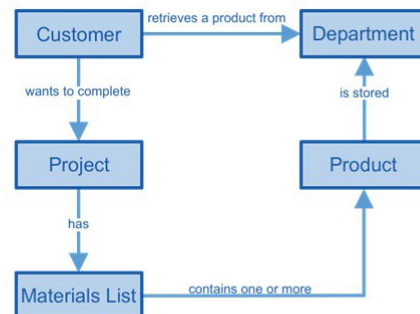 retrieves a product from
Customer
Department
wants to complete
is stored
Project
Product
has
Materials List
contains one or more